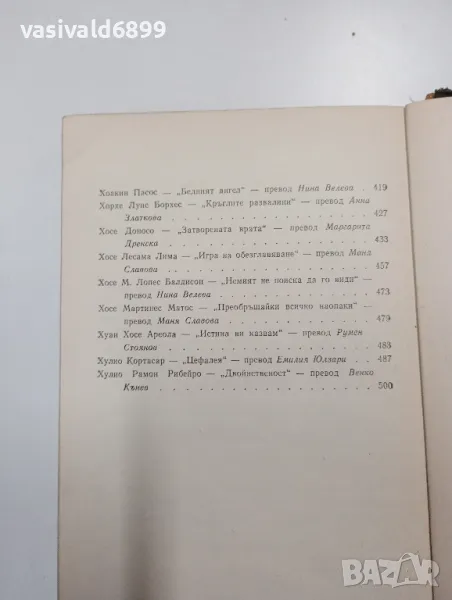 vasivald6899
Хоакин Пасос — „Белият ангел“ — превод Нина Велева . 419
Хорхе Луис Борхес — „Кръглите развалини“ — превод Анна
Златкова . . . . . . . . . . . . . . . 427
Хосе Доносо — „Затворената врата“ — превод Маргарита
Дренска . . . . . . . . . . . . . . . 433
Хосе Лесама Лима — „Игра на обезглавяване“ — превод Маня
Славова . . . . . . . . . . . . . . . 457
Хосе М. Лопес Валдисон — „Немият не поиска да го види“ —
превод Нина Велева . . . . . . . . . . . 473
Хосе Мартинес Матос — „Преобръщайки всичко наопаки“ —
превод Маня Славова . . . . . . . . . . . 479
Хуан Хосе Ареола — „Истина ви казвам“ — превод Румен
Стоянов . . . . . . . . . . . . . . . 483
Хулио Кортасар — „Цефалея“ — превод Емилия Юлзари . 487
Хулио Рамон Рибейро — „Двойнственост“ — превод Венко
Кънев . . . . . . . . . . . . . . . 500
BAZAR